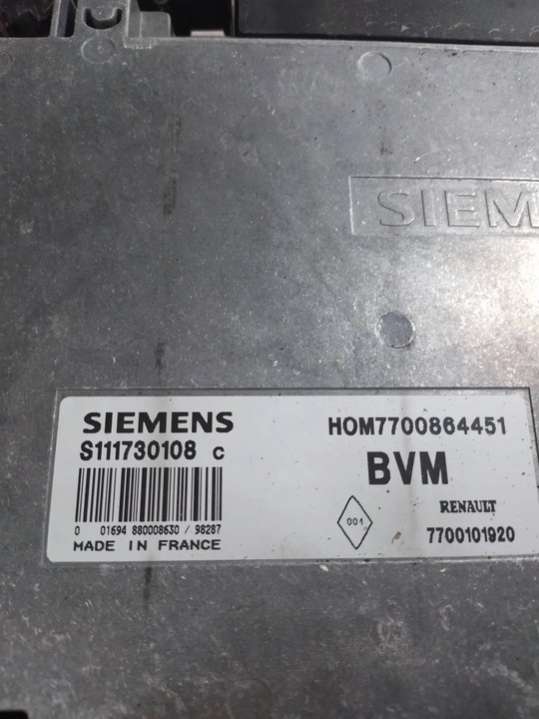 SIEM
SIEMENS
S111730108 C
0 01694 880008630 / 98287
MADE IN FRANCE
HOM7700864451
BVM
001
RENAULT
7700101920